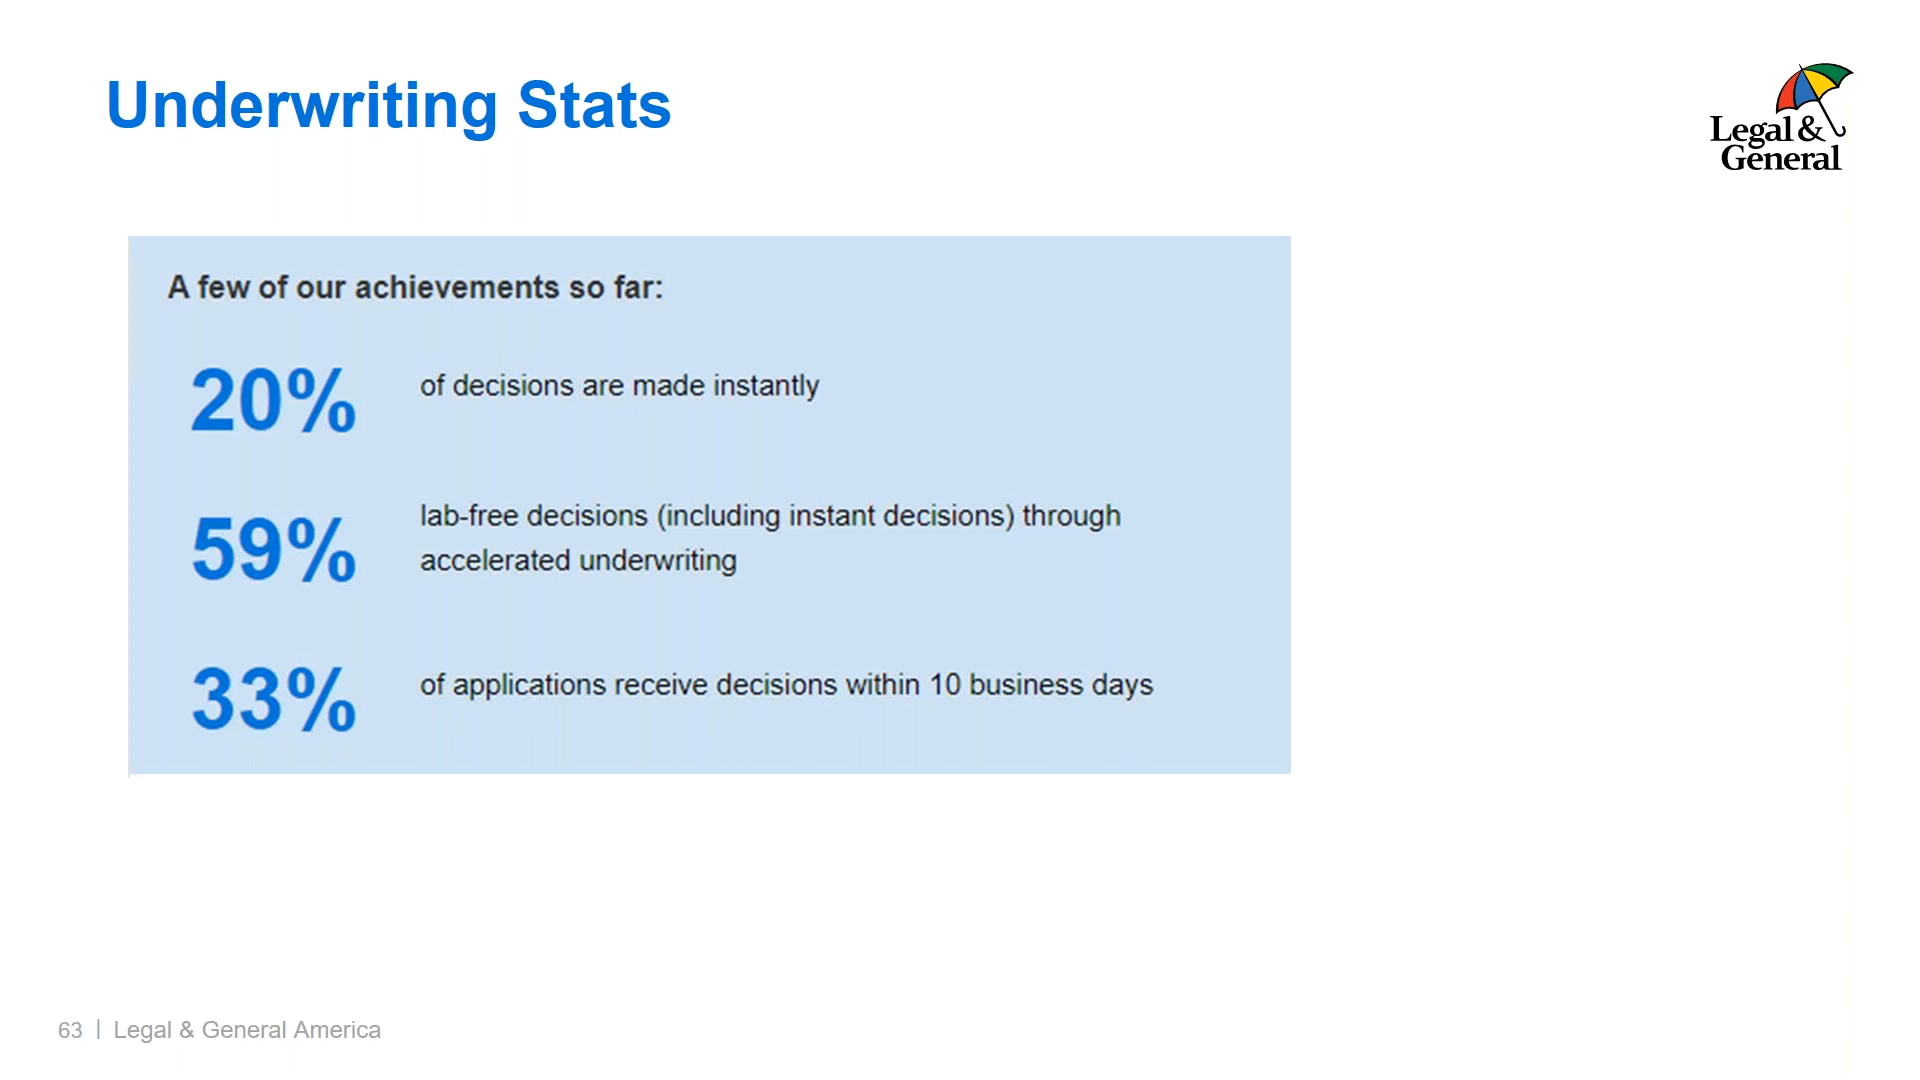 Underwriting Stats
Legal &
General
A few of our achievements so far:
20% of decisions are made instantly
59% lab-free decisions (including instant decisions) through
accelerated underwriting
33% of applications receive decisions within 10 business days
63 | Legal & General America